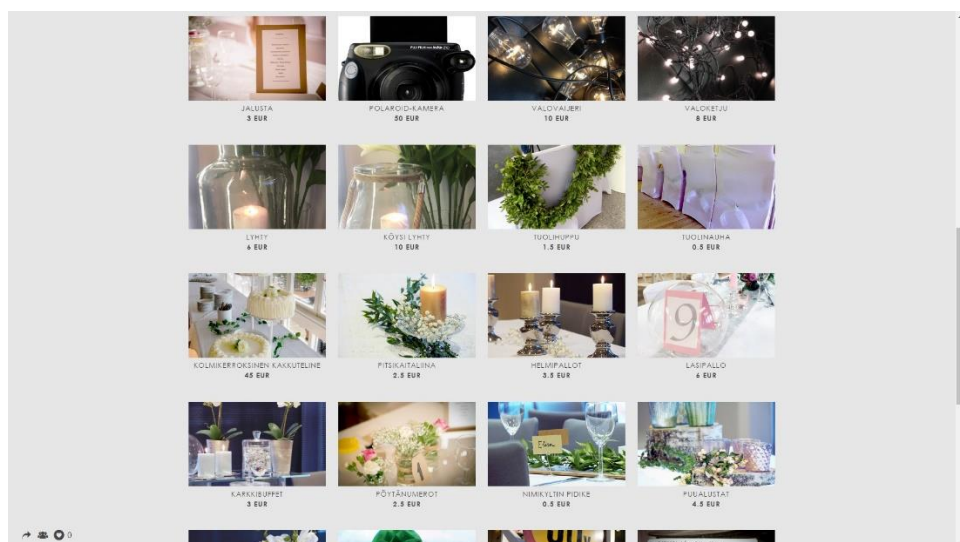 JALUSTA
3 EUR
POLAROID-KAMERA
50 EUR
VALOVAIJERI
10 EUR
VALOKETJU
8 EUR
LYHTY
6 EUR
KÖYSI LYHTY
10 EUR
TUOLIHUPPU
1.5 EUR
TUOLINAUHA
0.5 EUR
KOLMIKERROKSINEN KAKKUTELINE
45 EUR
PITSIKAITALIINA
2.5 EUR
HELMIPALLOT
3.5 EUR
9
LASIPALLO
6 EUR
KARKKIBUFFET
3 EUR
PÖYTÄNUMEROT
2.5 EUR
NIMIKYLTIN PIDIKE
0.5 EUR
PUUALUSTAT
4.5 EUR
0